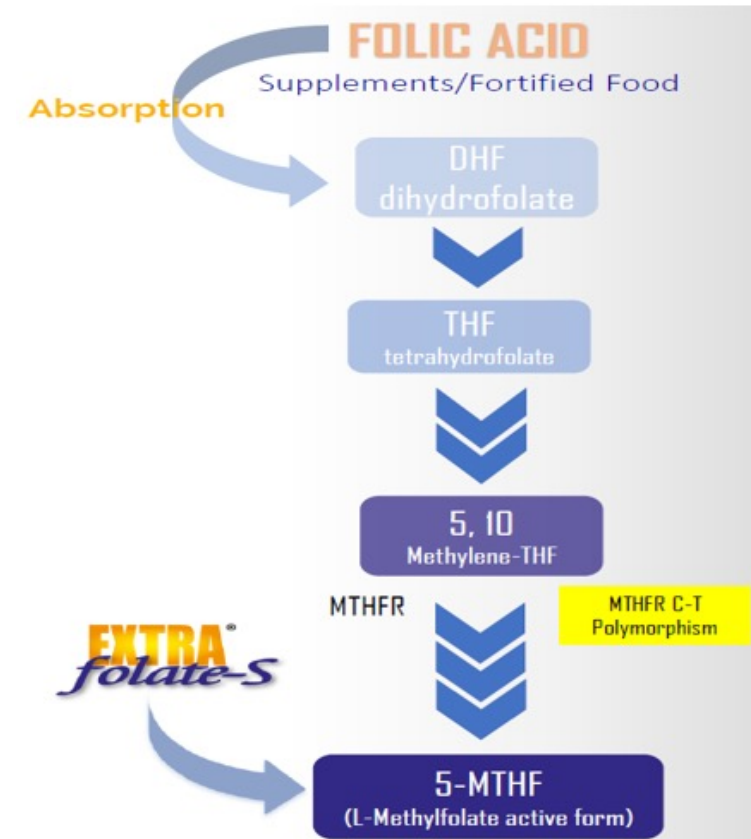 FOLIC ACID
Supplements/Fortified Food
Absorption
DHF
dihydrofolate
THF
tetrahydrofolate
5, 10
Methylene-THF
MTHFR
MTHFR C-T
Polymorphism
EXTRA®
folate-S
5-MTHF
(L-Methylfolate active form)